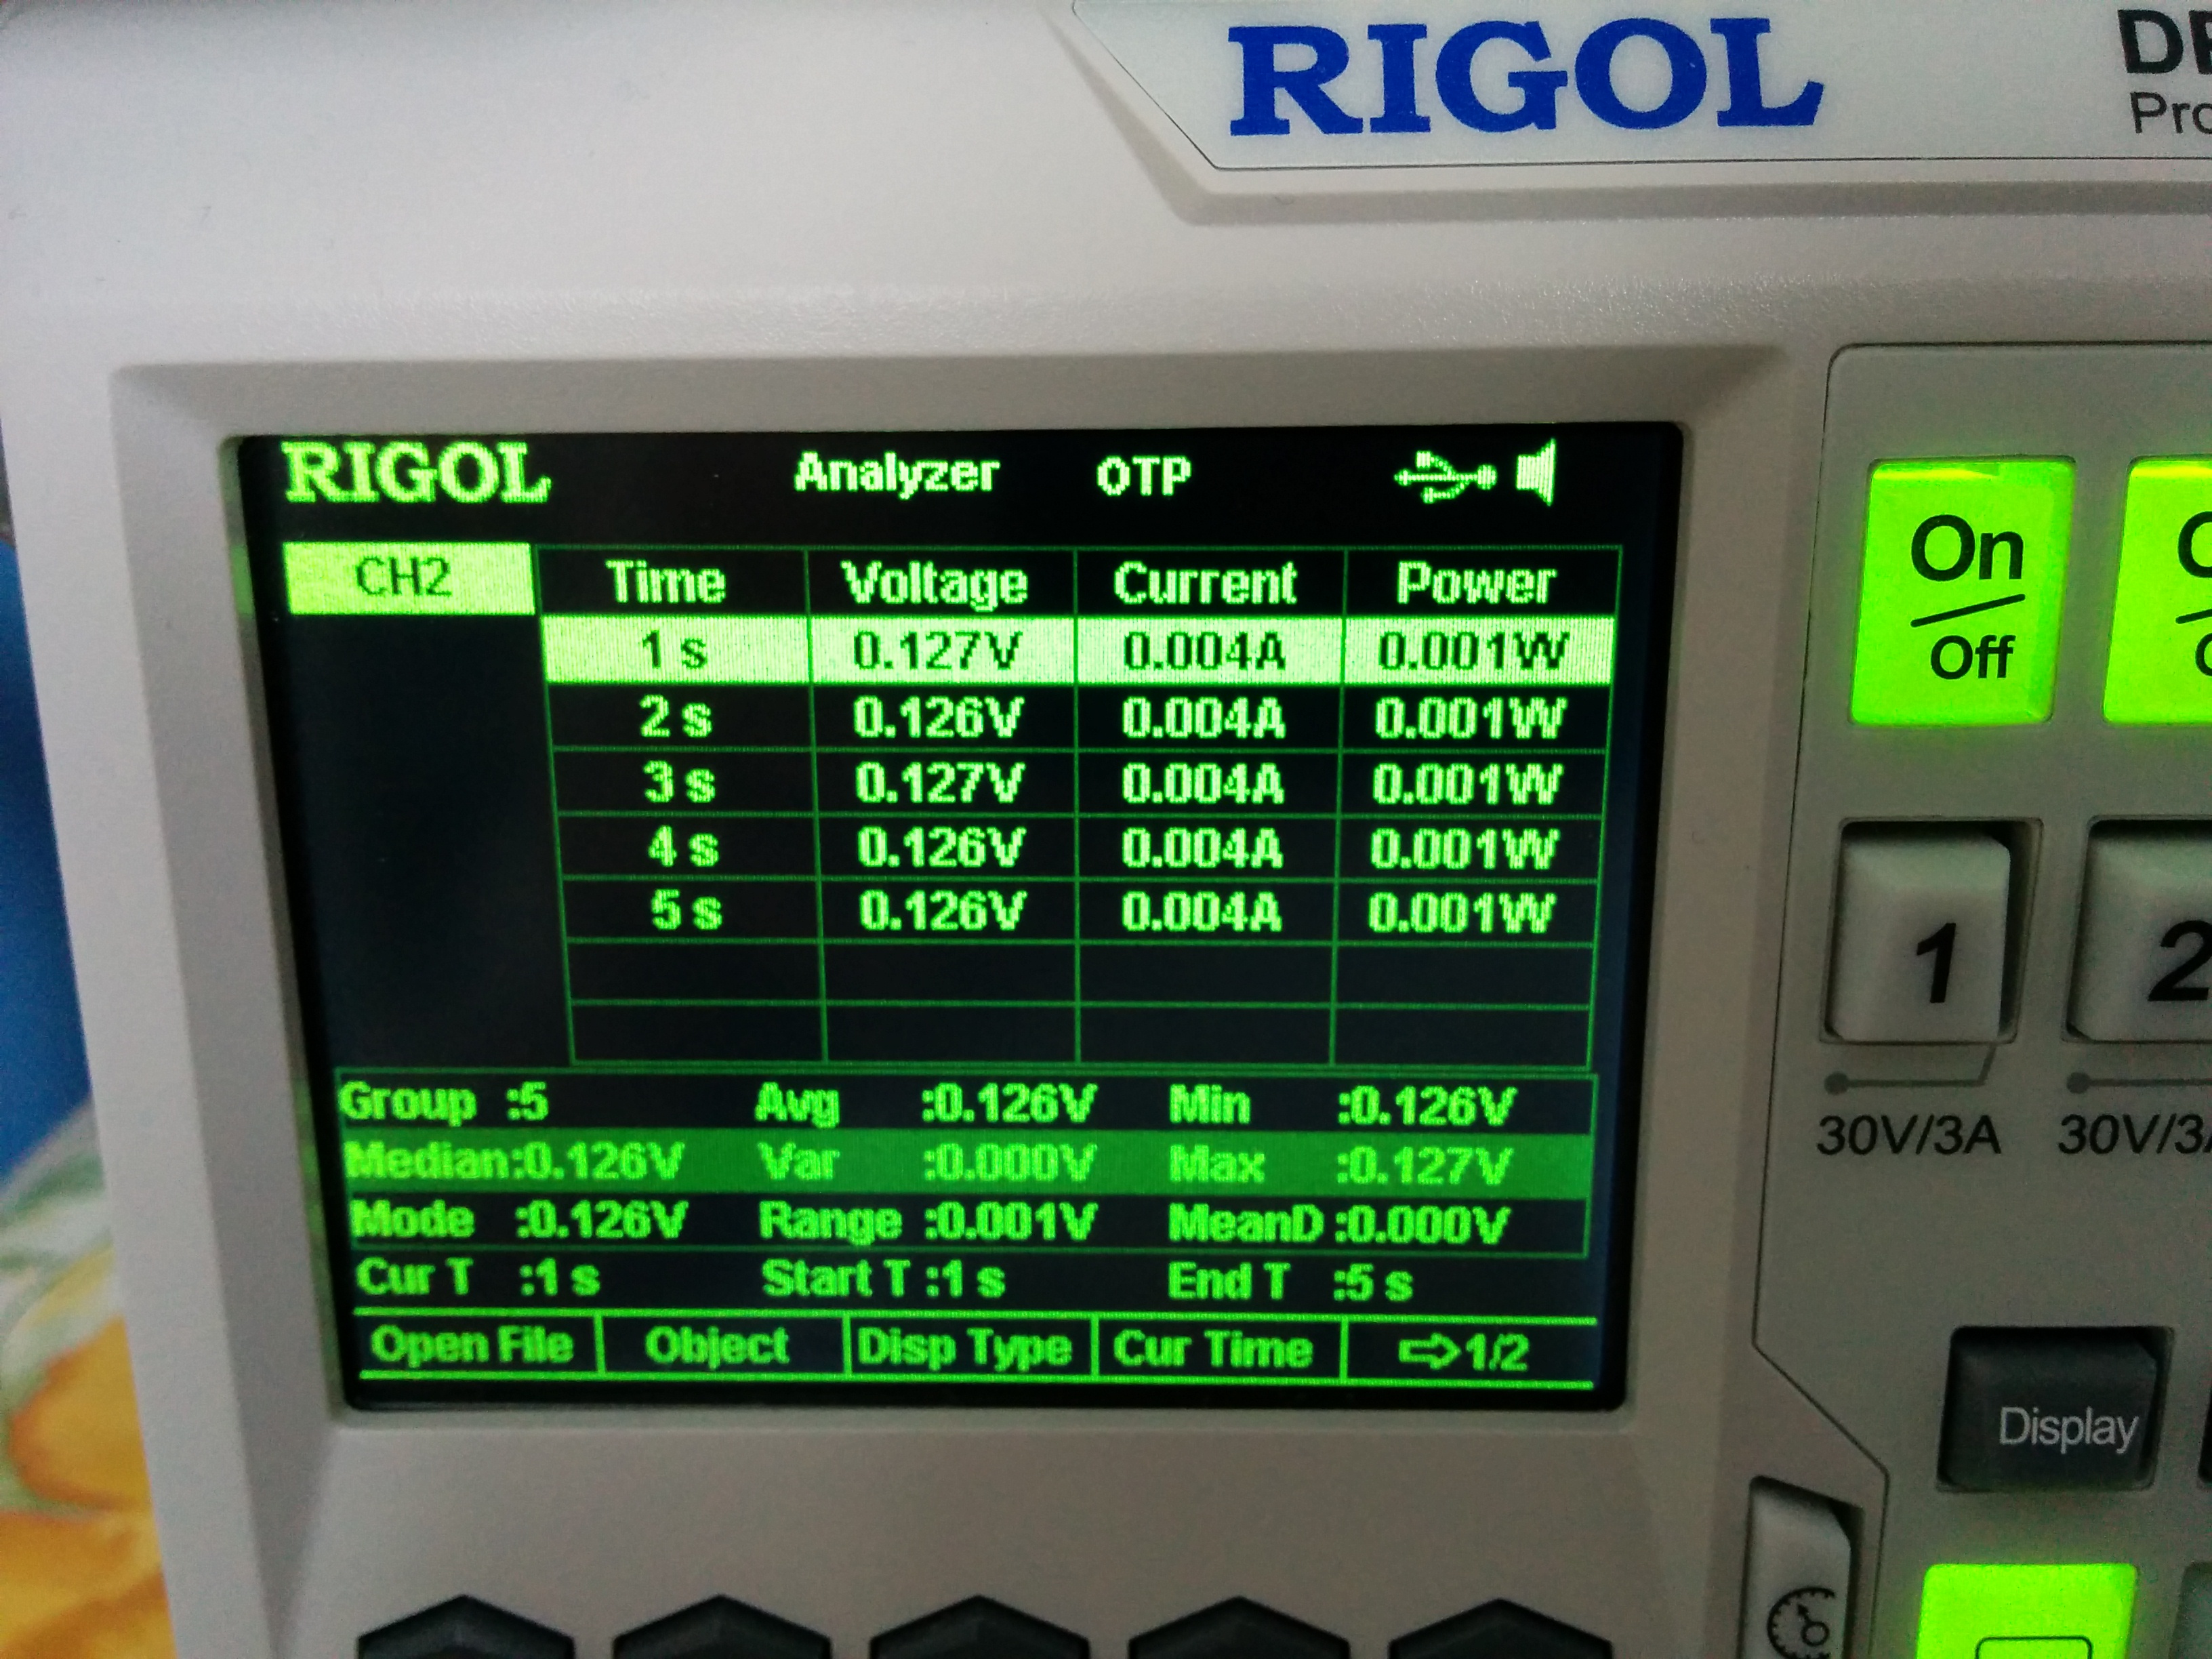 RIGOL
RIGOL Analyzer OTP
CH2 Time Voltage Current Power
1 s 0.127V 0.004A 0.001W
2 s 0.126V 0.004A 0.001W
3 s 0.127V 0.004A 0.001W
4 s 0.126V 0.004A 0.001W
5 s 0.126V 0.004A 0.001W
Group :5 Avg :0.126V Min :0.126V
Median:0.126V Var :0.000V Max :0.127V
Mode :0.126V Range :0.001V MeanD :0.000V
Cur T :1 s Start T :1 s End T :5 s
Open File Object Disp Type Cur Time ⇨1/2
On
Off
1 2
30V/3A 30V/3
Display